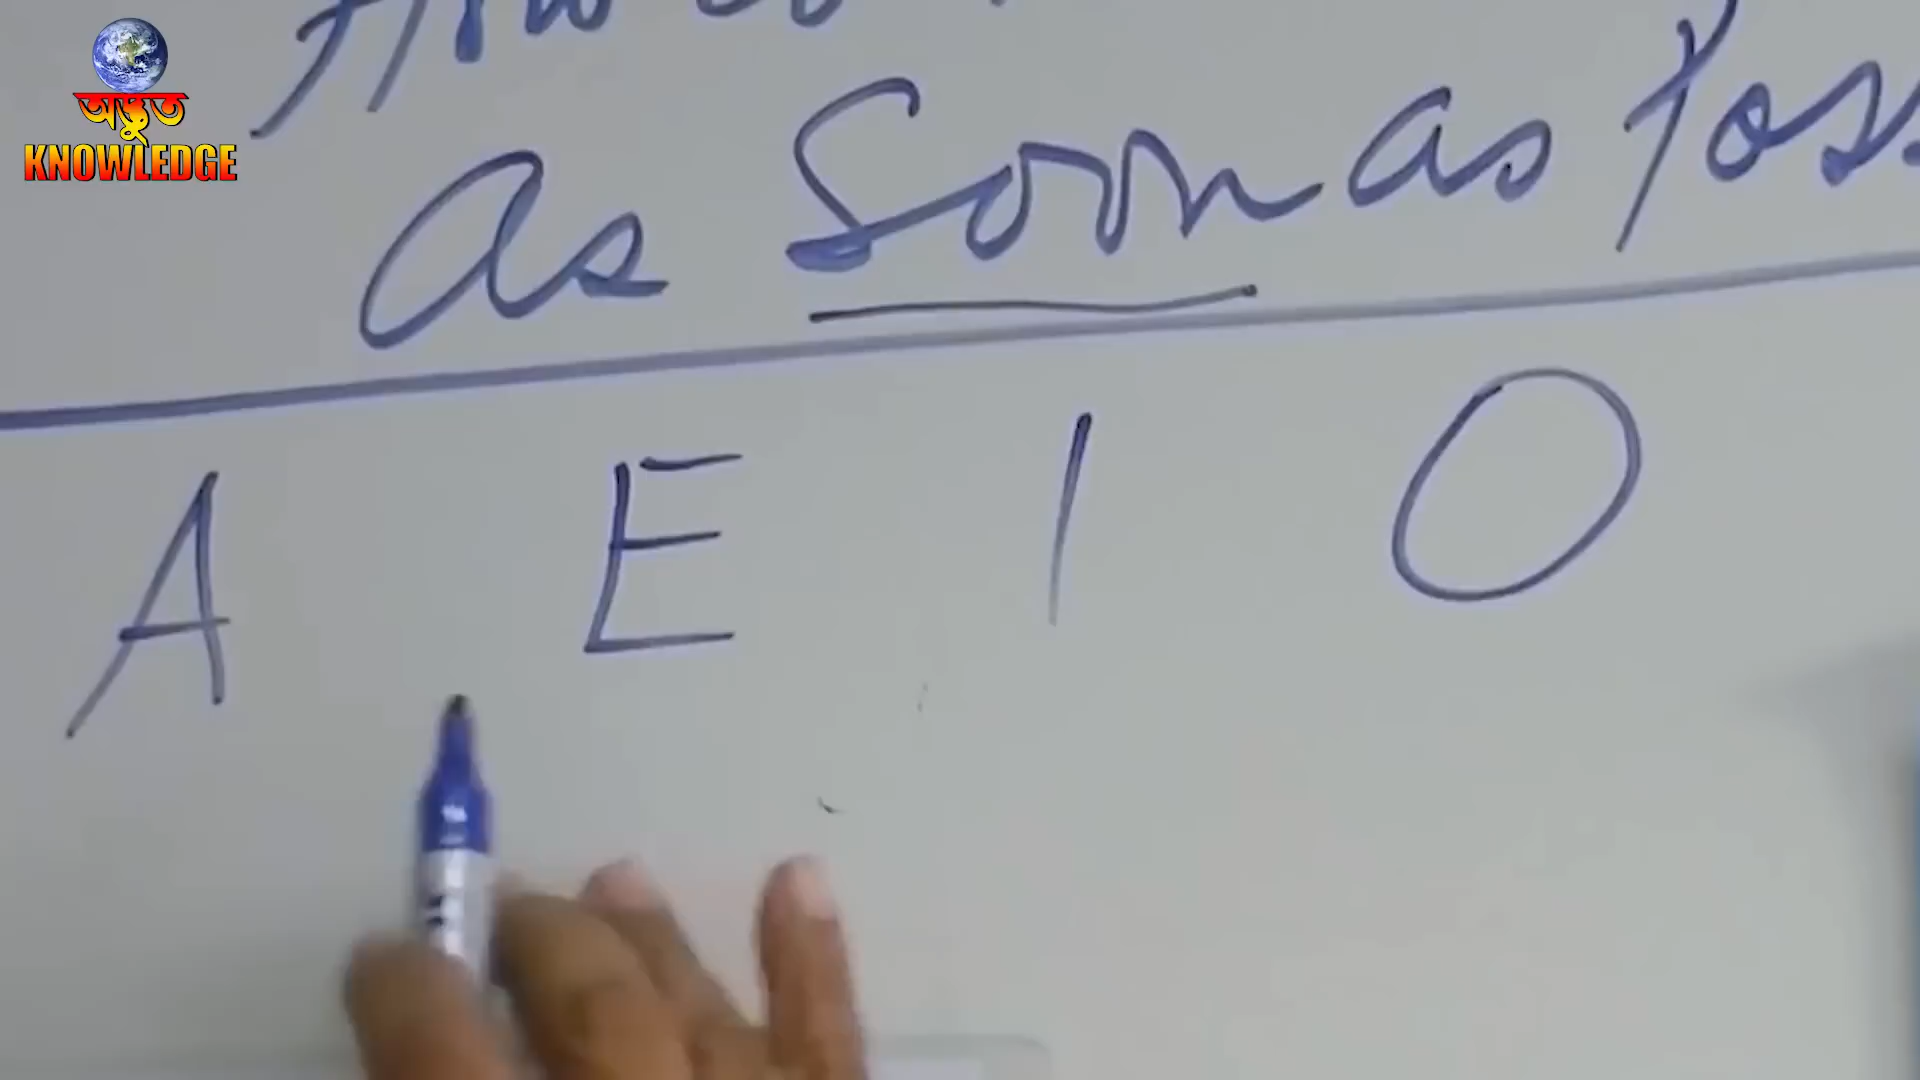 অদ্ভুত
KNOWLEDGE
As Soon as Poss
A E I O